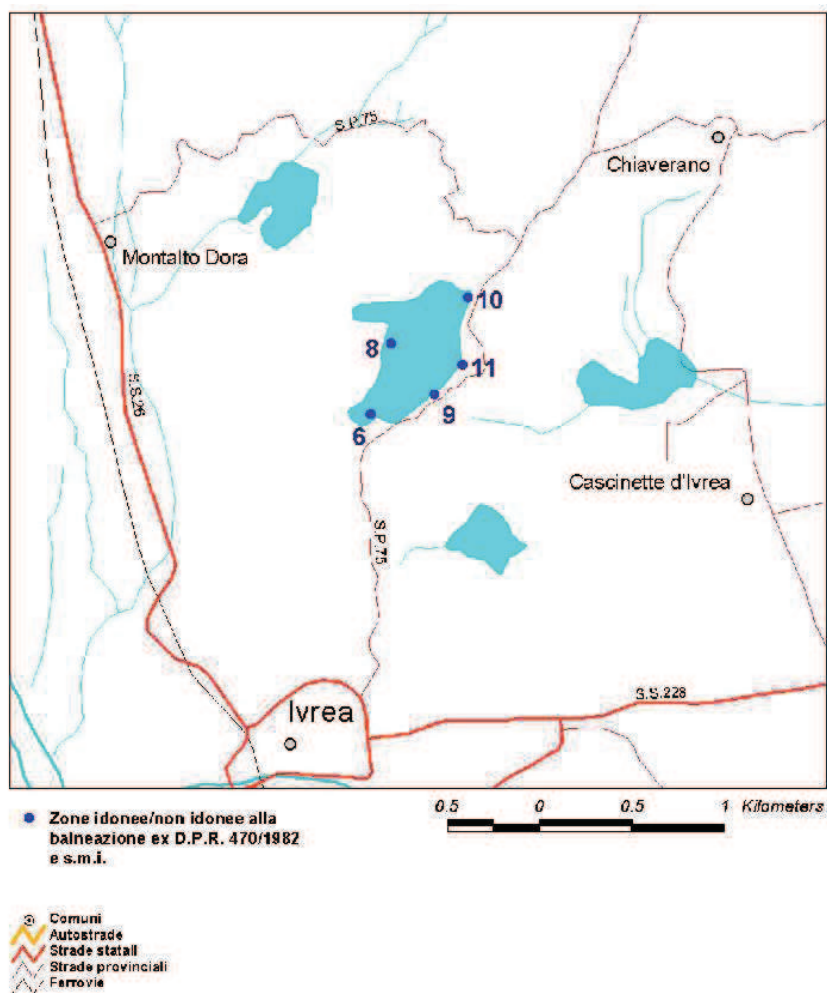 S.P.75
Chiaverano
Montalto Dora
10
8
11
S.S.26
9
6
Cascinette d'Ivrea
S.P.75
S.S.228
Ivrea
0.5 0 0.5 1 Kilometers
Zone idonee/non idonee alla
balneazione ex D.P.R. 470/1982
e s.m.i.
Comuni
Autostrade
Strade statali
Strade provinciali
Ferrovie